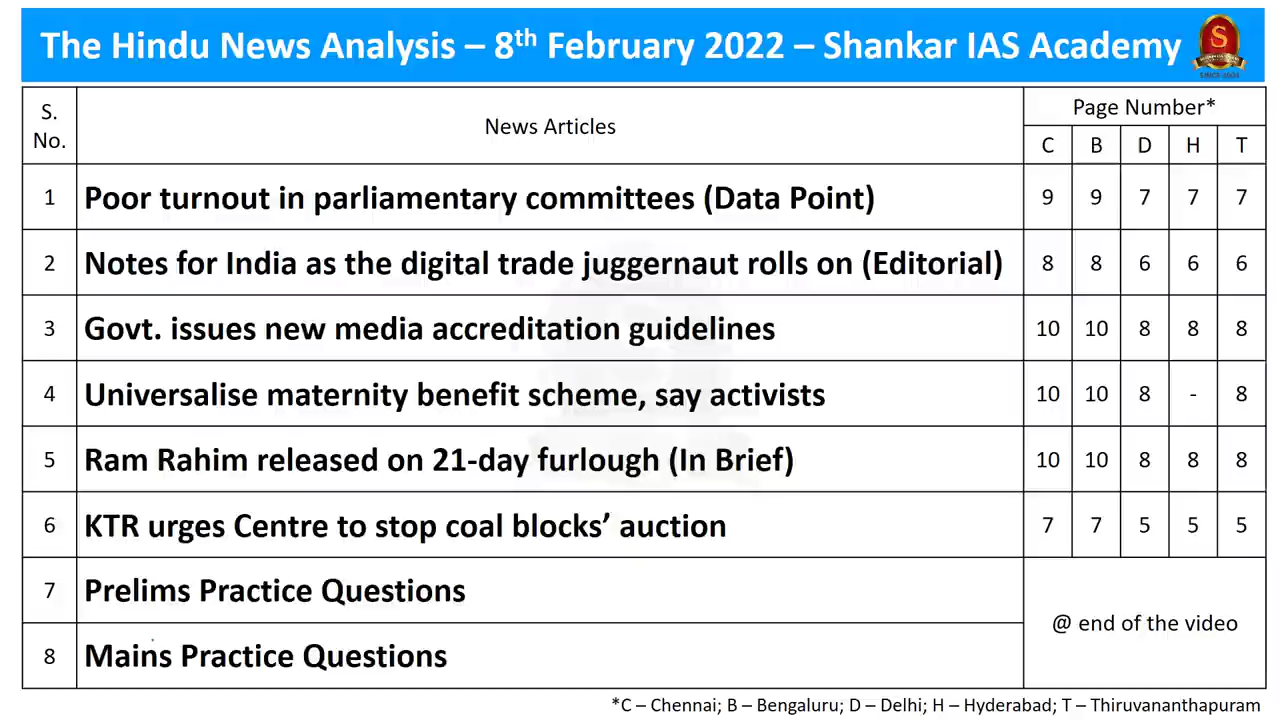 The Hindu News Analysis – 8th February 2022 – Shankar IAS Academy
S
SINCE 2004
S. No. News Articles Page Number*
C B D H T
1 Poor turnout in parliamentary committees (Data Point) 9 9 7 7 7
2 Notes for India as the digital trade juggernaut rolls on (Editorial) 8 8 6 6 6
3 Govt. issues new media accreditation guidelines 10 10 8 8 8
4 Universalise maternity benefit scheme, say activists 10 10 8 - 8
5 Ram Rahim released on 21-day furlough (In Brief) 10 10 8 8 8
6 KTR urges Centre to stop coal blocks’ auction 7 7 5 5 5
7 Prelims Practice Questions
@ end of the video
8 Mains Practice Questions
*C – Chennai; B – Bengaluru; D – Delhi; H – Hyderabad; T – Thiruvananthapuram